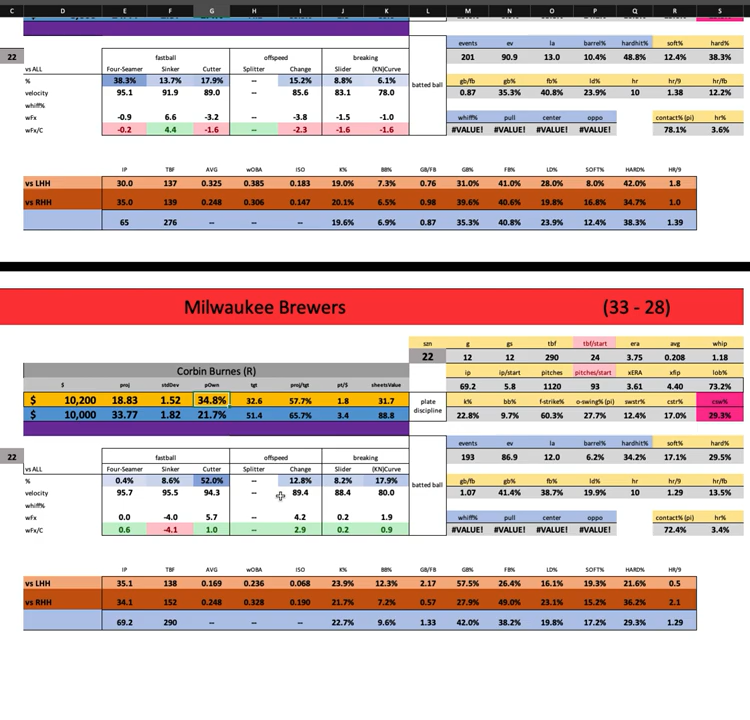 C D E F G H I J K L M N O P Q R S
events ev la barrel% hardhit% soft% hard%
22 fastball offspeed breaking 201 90.9 13.0 10.4% 48.8% 12.4% 38.3%
vs ALL Four-Seamer Sinker Cutter Splitter Change Slider (KN)Curve
% 38.3% 13.7% 17.9% -- 15.2% 8.8% 6.1% batted ball gb/fb gb% fb% ld% hr hr/9 hr/fb
velocity 95.1 91.9 89.0 -- 85.6 83.1 78.0 0.87 35.3% 40.8% 23.9% 10 1.38 12.2%
whiff%
wFx -0.9 6.6 -3.2 -- -3.8 -1.5 -1.0 whiff% pull center oppo contact% (pi) hr%
wFx/C -0.2 4.4 -1.6 -- -2.3 -1.6 -1.6 #VALUE! #VALUE! #VALUE! #VALUE! 78.1% 3.6%
IP TBF AVG wOBA ISO K% BB% GB/FB GB% FB% LD% SOFT% HARD% HR/9
vs LHH 30.0 137 0.325 0.385 0.183 19.0% 7.3% 0.76 31.0% 41.0% 28.0% 8.0% 42.0% 1.8
vs RHH 35.0 139 0.248 0.306 0.147 20.1% 6.5% 0.98 39.6% 40.6% 19.8% 16.8% 34.7% 1.0
65 276 -- -- -- 19.6% 6.9% 0.87 35.3% 40.8% 23.9% 12.4% 38.3% 1.39
Milwaukee Brewers (33 - 28)
szn g gs tbf tbf/start era avg whip
22 12 12 290 24 3.75 0.208 1.18
Corbin Burnes (R) ip ip/start pitches pitches/start xERA xfip lob%
$ proj stdDev pOwn tgt proj/tgt pt/$ sheetsValue 69.2 5.8 1120 93 3.61 4.40 73.2%
$ 10,200 18.83 1.52 34.8% 32.6 57.7% 1.8 31.7 plate discipline k% bb% f-strike% o-swing% (pi) swstr% cstr% csw%
$ 10,000 33.77 1.82 21.7% 51.4 65.7% 3.4 88.8 22.8% 9.7% 60.3% 27.7% 12.4% 17.0% 29.3%
events ev la barrel% hardhit% soft% hard%
22 fastball offspeed breaking 193 86.9 12.0 6.2% 34.2% 17.1% 29.5%
vs ALL Four-Seamer Sinker Cutter Splitter Change Slider (KN)Curve
% 0.4% 8.6% 52.0% -- 12.8% 8.2% 17.9% batted ball gb/fb gb% fb% ld% hr hr/9 hr/fb
velocity 95.7 95.5 94.3 -- 89.4 88.4 80.0 1.07 41.4% 38.7% 19.9% 10 1.29 13.5%
whiff%
wFx 0.0 -4.0 5.7 -- 4.2 0.2 1.9 whiff% pull center oppo contact% (pi) hr%
wFx/C 0.6 -4.1 1.0 -- 2.9 0.2 0.9 #VALUE! #VALUE! #VALUE! #VALUE! 72.4% 3.4%
IP TBF AVG wOBA ISO K% BB% GB/FB GB% FB% LD% SOFT% HARD% HR/9
vs LHH 35.1 138 0.169 0.236 0.068 23.9% 12.3% 2.17 57.5% 26.4% 16.1% 19.3% 21.6% 0.5
vs RHH 34.1 152 0.248 0.328 0.190 21.7% 7.2% 0.57 27.9% 49.0% 23.1% 15.2% 36.2% 2.1
69.2 290 -- -- -- 22.7% 9.6% 1.33 42.0% 38.2% 19.8% 17.2% 29.3% 1.29